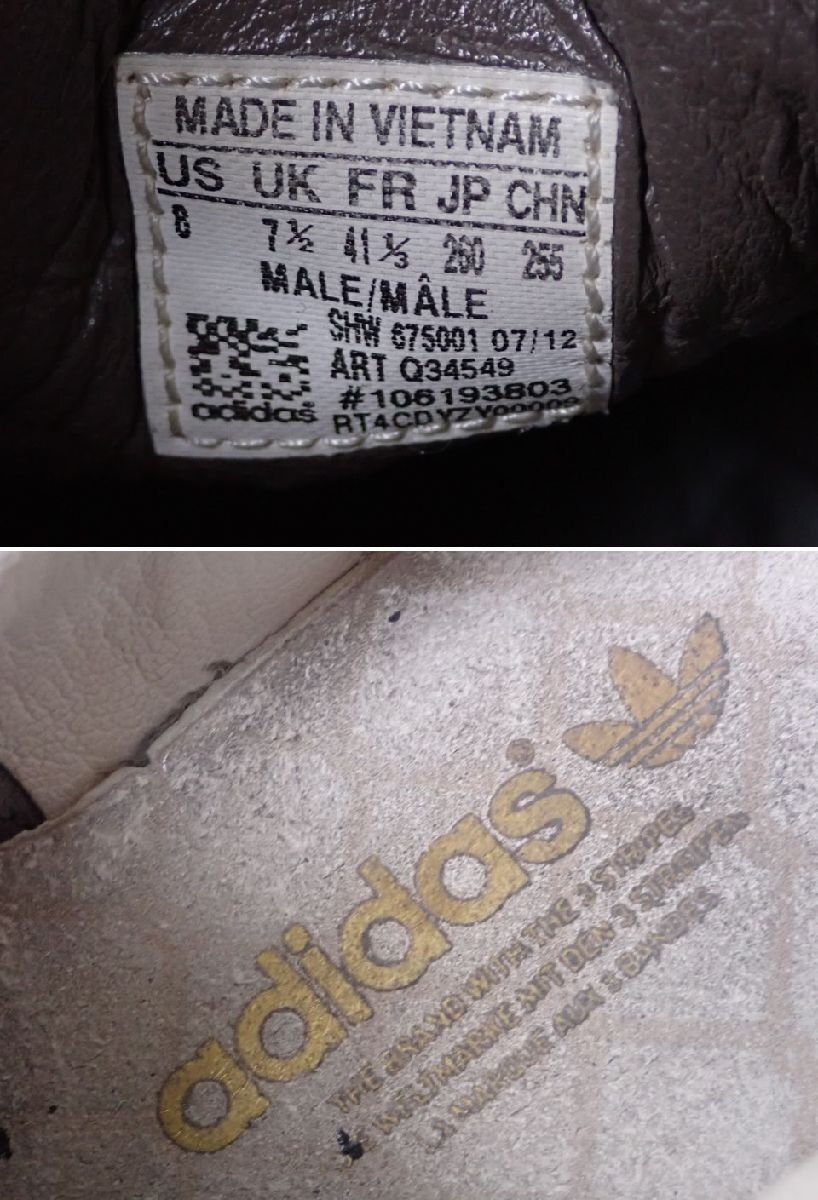 MADE IN VIETNAM
US UK FR JP CHN
8 7½ 41⅓ 260 255
MALE/MÂLE
SHW 675001 07/12
ART Q34549
#106193803
adidas
RT4CDYZY00009
adidas®
THE BRAND WITH THE 3 STRIPES
DIE WELTMARKE MIT DEN 3 STREIFEN
LA MARQUE AUX 3 BANDES